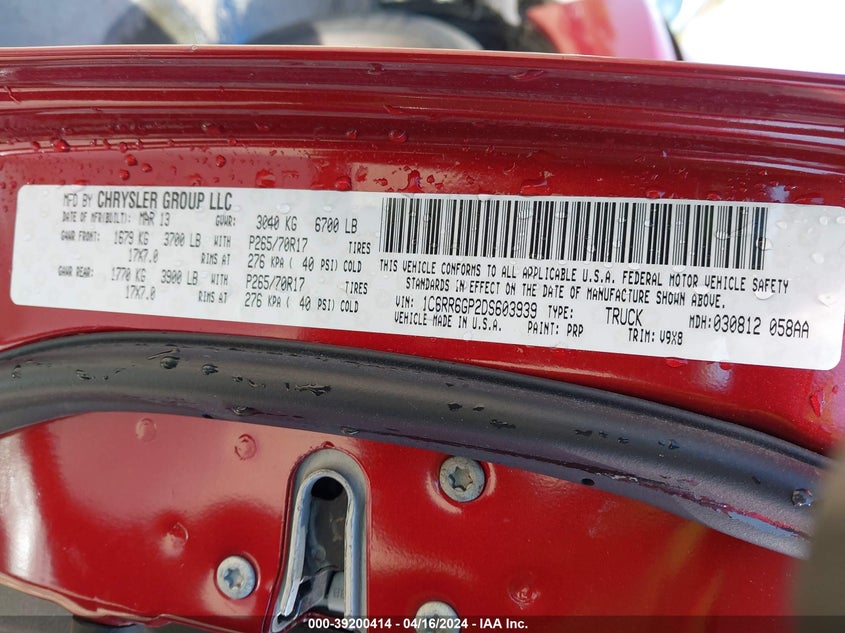 MFD BY CHRYSLER GROUP LLC
DATE OF MFR(BUILT): MAR 13 GVWR: 3040 KG 6700 LB
GAWR FRONT: 1679 KG 3700 LB WITH P265/70R17 TIRES
17X7.0 RIMS AT 276 KPA ( 40 PSI) COLD
GAWR REAR: 1770 KG 3900 LB WITH P265/70R17 TIRES
17X7.0 RIMS AT 276 KPA ( 40 PSI) COLD
THIS VEHICLE CONFORMS TO ALL APPLICABLE U.S.A. FEDERAL MOTOR VEHICLE SAFETY
STANDARDS IN EFFECT ON THE DATE OF MANUFACTURE SHOWN ABOVE.
VIN: 1C6RR6GP2DS603939 TYPE: TRUCK MDH: 030812 058AA
VEHICLE MADE IN U.S.A. PAINT: PRP TRIM: V9X8
000-39200414 - 04/16/2024 - IAA Inc.